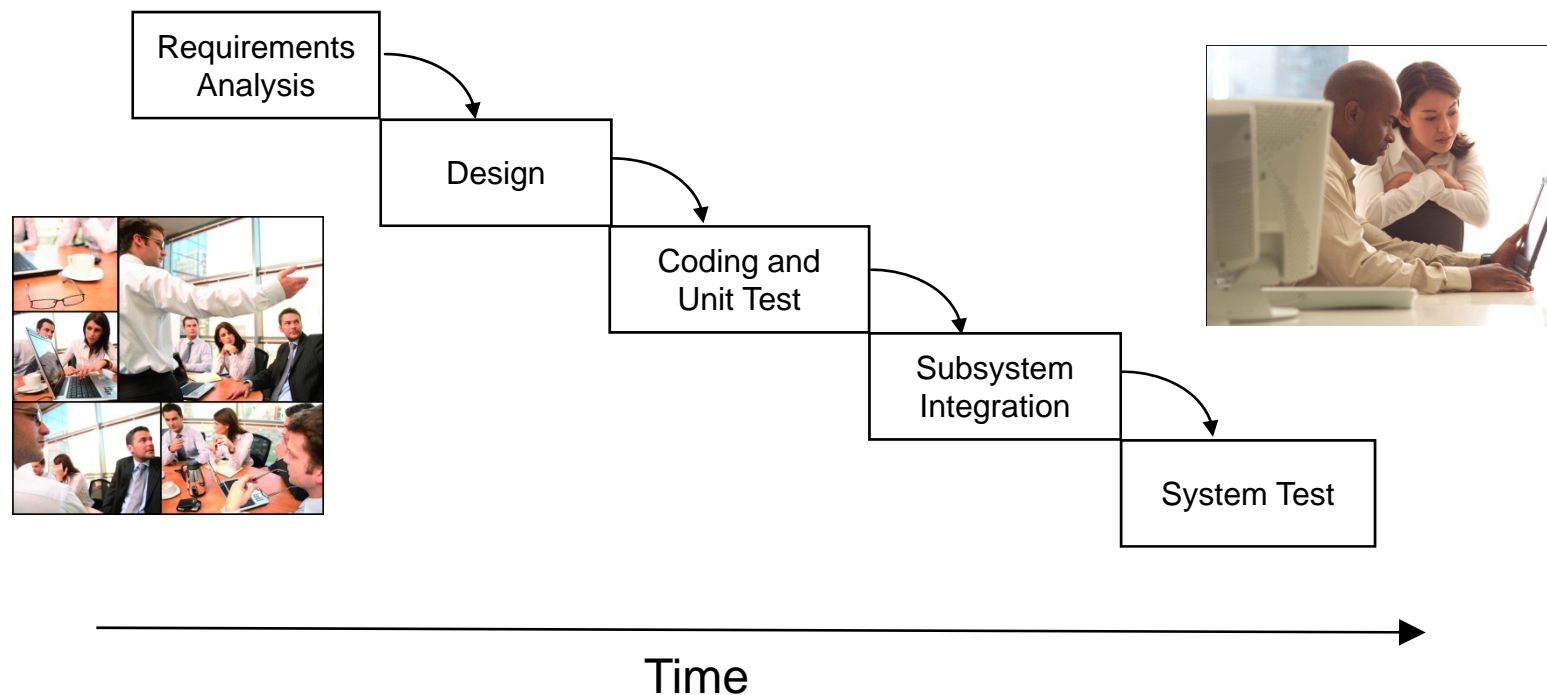 Requirements
Analysis
Design
Coding and
Unit Test
Subsystem
Integration
System Test
Time